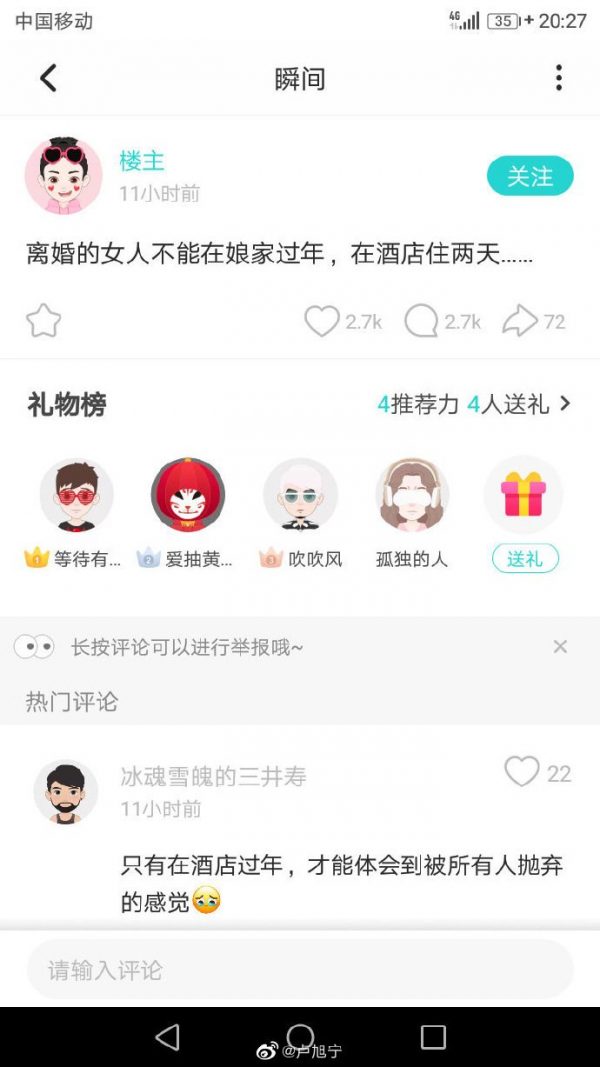 中国移动 4G 35 20:27
瞬间
楼主
11小时前
关注
离婚的女人不能在娘家过年，在酒店住两天……
2.7k 2.7k 72
礼物榜 4推荐力 4人送礼
1 等待有... 2 爱抽黄... 3 吹吹风 孤独的人 送礼
长按评论可以进行举报哦~
热门评论
冰魂雪魄的三井寿 22
11小时前
只有在酒店过年，才能体会到被所有人抛弃
的感觉
请输入评论
@卢旭宁